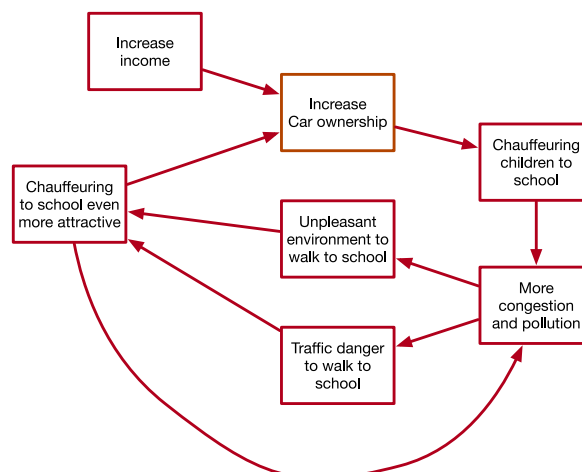 Increase
income
Increase
Car ownership
Chauffeuring
children to
school
Chauffeuring
to school even
more attractive
Unpleasant
environment to
walk to school
More
congestion
and pollution
Traffic danger
to walk to
school